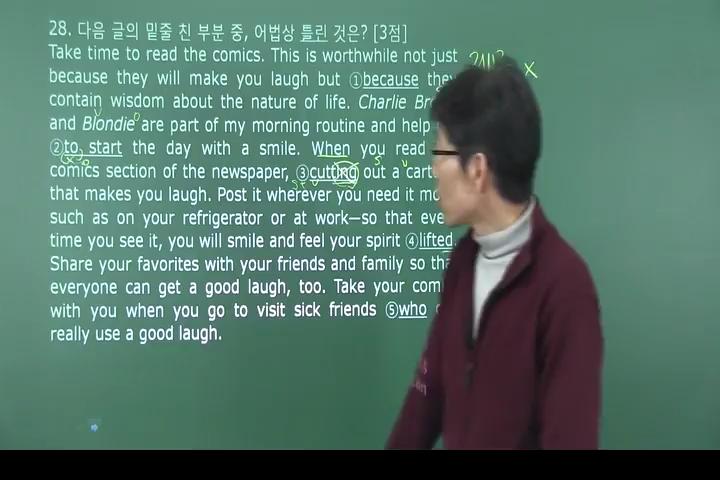 28. 다음 글의 밑줄 친 부분 중, 어법상 틀린 것은? [3점]
Take time to read the comics. This is worthwhile not just
because they will make you laugh but ①because they
contain wisdom about the nature of life. Charlie
and Blondie are part of my morning routine and help
②to start the day with a smile. When you read
comics section of the newspaper, ③cutting out a
that makes you laugh. Post it wherever you need it
such as on your refrigerator or at work—so that
time you see it, you will smile and feel your spirit ④lifted.
Share your favorites with your friends and family so
everyone can get a good laugh, too. Take your
with you when you go to visit sick friends ⑤who
really use a good laugh.